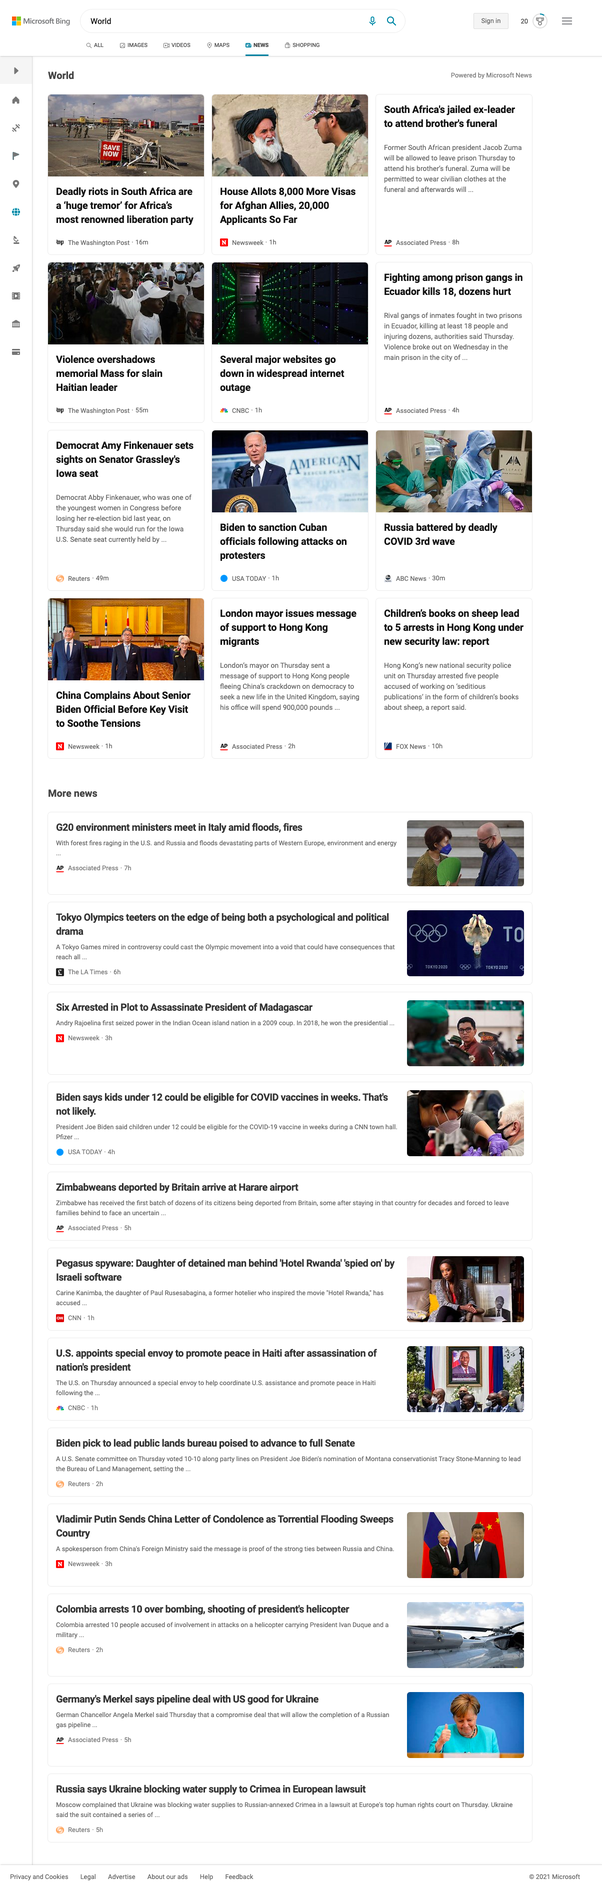 Microsoft Bing
World
Sign in
20
ALL
IMAGES
VIDEOS
MAPS
NEWS
SHOPPING
World
Powered by Microsoft News
SAVE NOW
Deadly riots in South Africa are
a ‘huge tremor’ for Africa’s
most renowned liberation party
The Washington Post · 16m
House Allots 8,000 More Visas
for Afghan Allies, 20,000
Applicants So Far
Newsweek · 1h
South Africa's jailed ex-leader
to attend brother's funeral
Former South African president Jacob Zuma
will be allowed to leave prison Thursday to
attend his brother's funeral. Zuma will be
permitted to wear civilian clothes at the
funeral and afterwards will ...
Associated Press · 8h
Violence overshadows
memorial Mass for slain
Haitian leader
The Washington Post · 55m
Several major websites go
down in widespread internet
outage
CNBC · 1h
Fighting among prison gangs in
Ecuador kills 18, dozens hurt
Rival gangs of inmates fought in two prisons
in Ecuador, killing at least 18 people and
injuring dozens, authorities said Thursday.
Violence broke out on Wednesday in the
main prison in the city of ...
Associated Press · 4h
Democrat Amy Finkenauer sets
sights on Senator Grassley's
Iowa seat
Democrat Abby Finkenauer, who was one of
the youngest women in Congress before
losing her re-election bid last year, on
Thursday said she would run for the Iowa
U.S. Senate seat currently held by ...
Reuters · 49m
AMERICAN
Biden to sanction Cuban
officials following attacks on
protesters
USA TODAY · 1h
Russia battered by deadly
COVID 3rd wave
ABC News · 30m
China Complains About Senior
Biden Official Before Key Visit
to Soothe Tensions
Newsweek · 1h
London mayor issues message
of support to Hong Kong
migrants
London's mayor on Thursday sent a
message of support to Hong Kong people
fleeing China's crackdown on democracy to
seek a new life in the United Kingdom, saying
his office will spend 900,000 pounds ...
Associated Press · 2h
Children's books on sheep lead
to 5 arrests in Hong Kong under
new security law: report
Hong Kong's new national security police
unit on Thursday arrested five people
accused of working on ‘seditious
publications’ in the form of children's books
about sheep, a report said.
FOX News · 10h
More news
G20 environment ministers meet in Italy amid floods, fires
With forest fires raging in the U.S. and Russia and floods devastating parts of Western Europe, environment and energy
...
Associated Press · 7h
Tokyo Olympics teeters on the edge of being both a psychological and political
drama
A Tokyo Games mired in controversy could cast the Olympic movement into a void that could have consequences that
reach all ...
The LA Times · 6h
TO
TOKYO 2020
TOKYO 2020
Six Arrested in Plot to Assassinate President of Madagascar
Andry Rajoelina first seized power in the Indian Ocean island nation in a 2009 coup. In 2018, he won the presidential ...
Newsweek · 3h
Biden says kids under 12 could be eligible for COVID vaccines in weeks. That's
not likely.
President Joe Biden said children under 12 could be eligible for the COVID-19 vaccine in weeks during a CNN town hall.
Pfizer ...
USA TODAY · 4h
Zimbabweans deported by Britain arrive at Harare airport
Zimbabwe has received the first batch of dozens of its citizens being deported from Britain, some after staying in that country for decades and forced to leave
families behind to face an uncertain ...
Associated Press · 5h
Pegasus spyware: Daughter of detained man behind 'Hotel Rwanda' 'spied on' by
Israeli software
Carine Kanimba, the daughter of Paul Rusesabagina, a former hotelier who inspired the movie "Hotel Rwanda," has
accused ...
CNN · 1h
U.S. appoints special envoy to promote peace in Haiti after assassination of
nation's president
The U.S. on Thursday announced a special envoy to help coordinate U.S. assistance and promote peace in Haiti
following the ...
CNBC · 1h
Biden pick to lead public lands bureau poised to advance to full Senate
A U.S. Senate committee on Thursday voted 10-10 along party lines on President Joe Biden's nomination of Montana conservationist Tracy Stone-Manning to lead
the Bureau of Land Management, setting the ...
Reuters · 2h
Vladimir Putin Sends China Letter of Condolence as Torrential Flooding Sweeps
Country
A spokesperson from China's Foreign Ministry said the message is proof of the strong ties between Russia and China.
Newsweek · 3h
Colombia arrests 10 over bombing, shooting of president's helicopter
Colombia arrested 10 people accused of involvement in attacks on a helicopter carrying President Ivan Duque and a
military ...
Reuters · 2h
Germany's Merkel says pipeline deal with US good for Ukraine
German Chancellor Angela Merkel said Thursday that a compromise deal that will allow the completion of a Russian
gas pipeline ...
Associated Press · 5h
Russia says Ukraine blocking water supply to Crimea in European lawsuit
Moscow complained that Ukraine was blocking water supplies to Russian-annexed Crimea in a lawsuit at Europe's top human rights court on Thursday. Ukraine
said the suit contained a series of ...
Reuters · 5h
Privacy and Cookies
Legal
Advertise
About our ads
Help
Feedback
© 2021 Microsoft